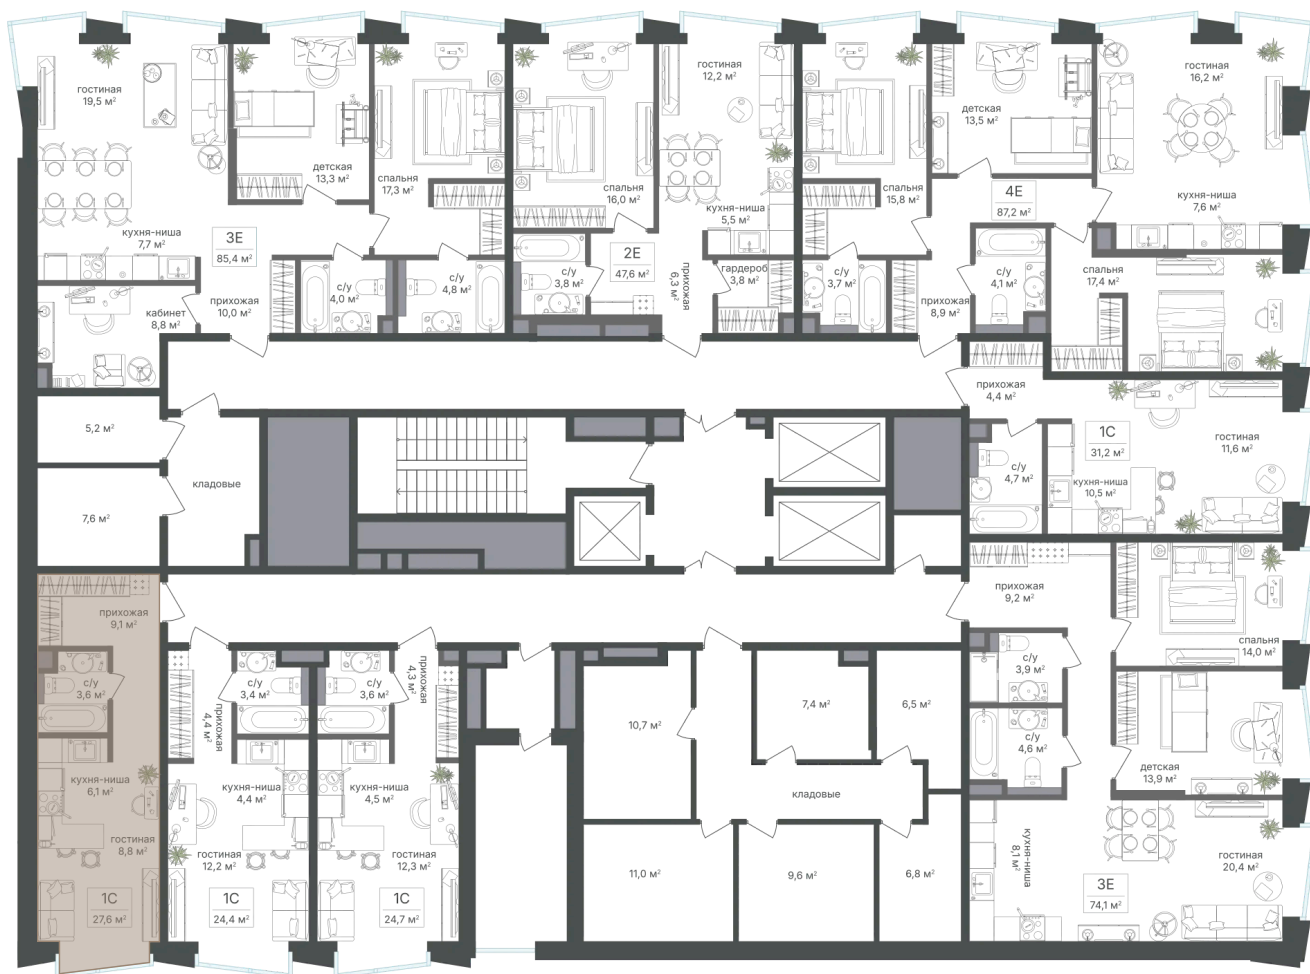 гостиная
19,5 м²
детская
13,3 м²
спальня
17,3 м²
спальня
16,0 м²
гостиная
12,2 м²
кухня-ниша
5,5 м²
спальня
15,8 м²
детская
13,5 м²
гостиная
16,2 м²
кухня-ниша
7,6 м²
4Е
87,2 м²
кухня-ниша
7,7 м²
3Е
85,4 м²
2Е
47,6 м²
с/у
4,0 м²
с/у
4,8 м²
с/у
3,8 м²
прихожая
6,3 м²
гардероб
3,8 м²
с/у
3,7 м²
прихожая
8,9 м²
с/у
4,1 м²
спальня
17,4 м²
прихожая
10,0 м²
кабинет
8,8 м²
прихожая
4,4 м²
5,2 м²
7,6 м²
кладовые
1С
31,2 м²
гостиная
11,6 м²
с/у
4,7 м²
кухня-ниша
10,5 м²
прихожая
9,1 м²
с/у
3,6 м²
кухня-ниша
6,1 м²
гостиная
8,8 м²
1С
27,6 м²
с/у
3,4 м²
прихожая
4,4 м²
кухня-ниша
4,4 м²
гостиная
12,2 м²
1С
24,4 м²
с/у
3,6 м²
прихожая
4,3 м²
кухня-ниша
4,5 м²
гостиная
12,3 м²
1С
24,7 м²
10,7 м²
7,4 м²
6,5 м²
кладовые
11,0 м²
9,6 м²
6,8 м²
прихожая
9,2 м²
спальня
14,0 м²
с/у
3,9 м²
с/у
4,6 м²
детская
13,9 м²
кухня-ниша
8,1 м²
гостиная
20,4 м²
3Е
74,1 м²